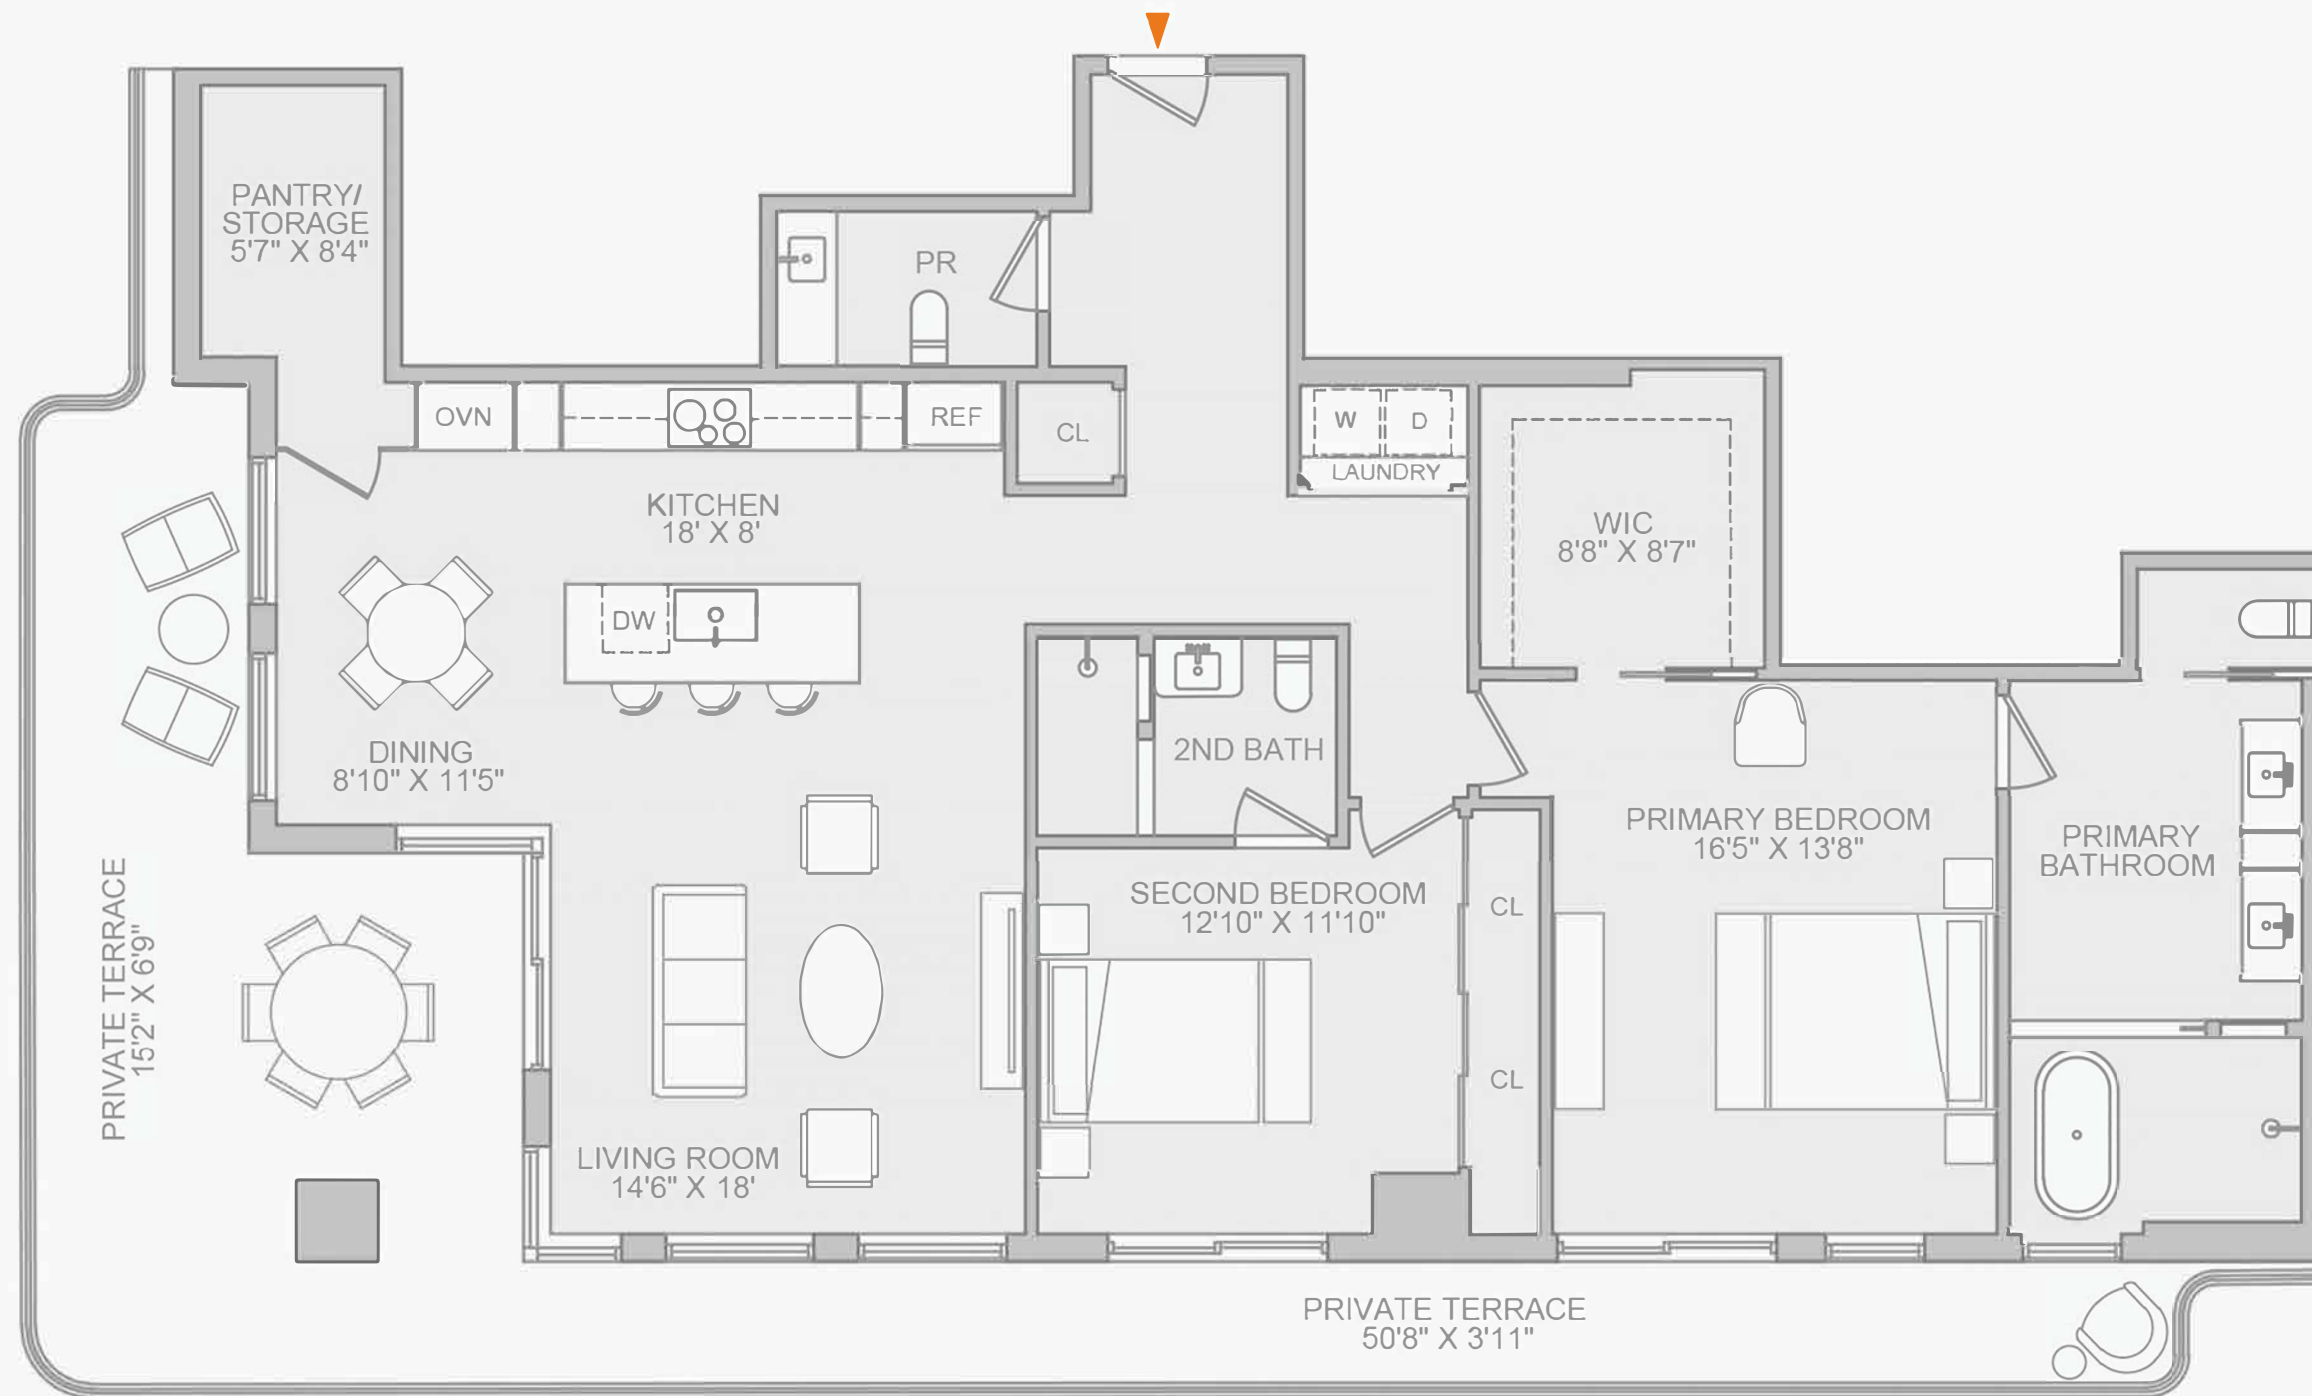 PANTRY/
STORAGE
5'7" X 8'4"
PR
OVN
REF
CL
W
D
LAUNDRY
KITCHEN
18' X 8'
WIC
8'8" X 8'7"
DW
DINING
8'10" X 11'5"
2ND BATH
PRIMARY BEDROOM
16'5" X 13'8"
PRIMARY
BATHROOM
SECOND BEDROOM
12'10" X 11'10"
CL
CL
PRIVATE TERRACE
15'2" X 6'9"
LIVING ROOM
14'6" X 18'
PRIVATE TERRACE
50'8" X 3'11"